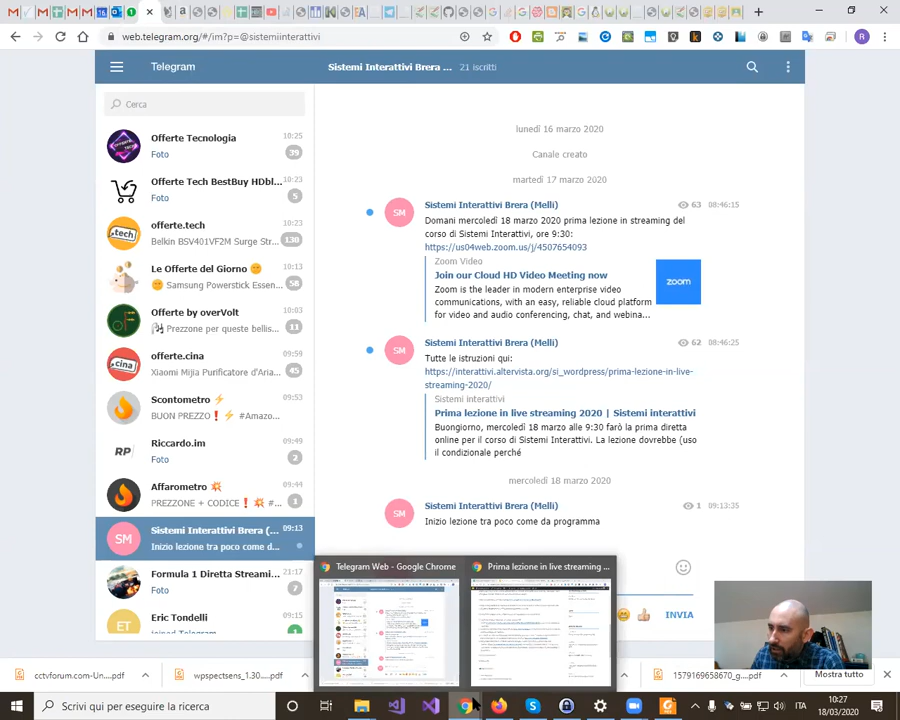 web.telegram.org/#/im?p=@sistemiinterattivi
Telegram
Sistemi Interattivi Brera ... 21 iscritti
Cerca
Offerte Tecnologia 10:25
Foto 39
Offerte Tech BestBuy HDbl... 10:23
Foto 5
offerte.tech 10:23
Belkin BSV401VF2M Surge Str... 130
Le Offerte del Giorno 10:13
Samsung Powerstick Essen... 58
Offerte by overVolt 10:03
Prezzone per queste bellis... 11
offerte.cina 09:59
Xiaomi Mijia Purificatore d'Aria... 45
Scontometro ⚡ 09:53
BUON PREZZO❗⚡ #Amazo...
Riccardo.im 09:49
Foto 2
Affarometro 💥 09:44
PREZZONE + CODICE❗💥 #... 1
Sistemi Interattivi Brera (... 09:13
Inizio lezione tra poco come d...
Formula 1 Diretta Streami... 21:17
Foto 7
Eric Tondelli 09:15
joined Telegram 1
lunedì 16 marzo 2020
Canale creato
martedì 17 marzo 2020
Sistemi Interattivi Brera (Melli) 63 08:46:15
Domani mercoledì 18 marzo 2020 prima lezione in streaming del
corso di Sistemi Interattivi, ore 9:30:
https://us04web.zoom.us/j/4507654093
Zoom Video
Join our Cloud HD Video Meeting now
Zoom is the leader in modern enterprise video
communications, with an easy, reliable cloud platform
for video and audio conferencing, chat, and webina...
zoom
Sistemi Interattivi Brera (Melli) 62 08:46:25
Tutte le istruzioni qui:
https://interattivi.altervista.org/si_wordpress/prima-lezione-in-live-
streaming-2020/
Sistemi interattivi
Prima lezione in live streaming 2020 | Sistemi interattivi
Buongiorno, mercoledì 18 marzo alle 9:30 farò la prima diretta
online per il corso di Sistemi Interattivi. La lezione dovrebbe (uso
il condizionale perché
mercoledì 18 marzo 2020
Sistemi Interattivi Brera (Melli) 1 09:13:35
Inizio lezione tra poco come da programma
SM
SM
SM
SM
RP
ET
tech
cina
INVIA
Telegram Web - Google Chrome
Prima lezione in live streaming ...
cctvforum.com-Un....pdf
wpspectsens_1.30....pdf
1579169658670_g....pdf
Mostra tutto
Scrivi qui per eseguire la ricerca
ITA
10:27
18/03/2020